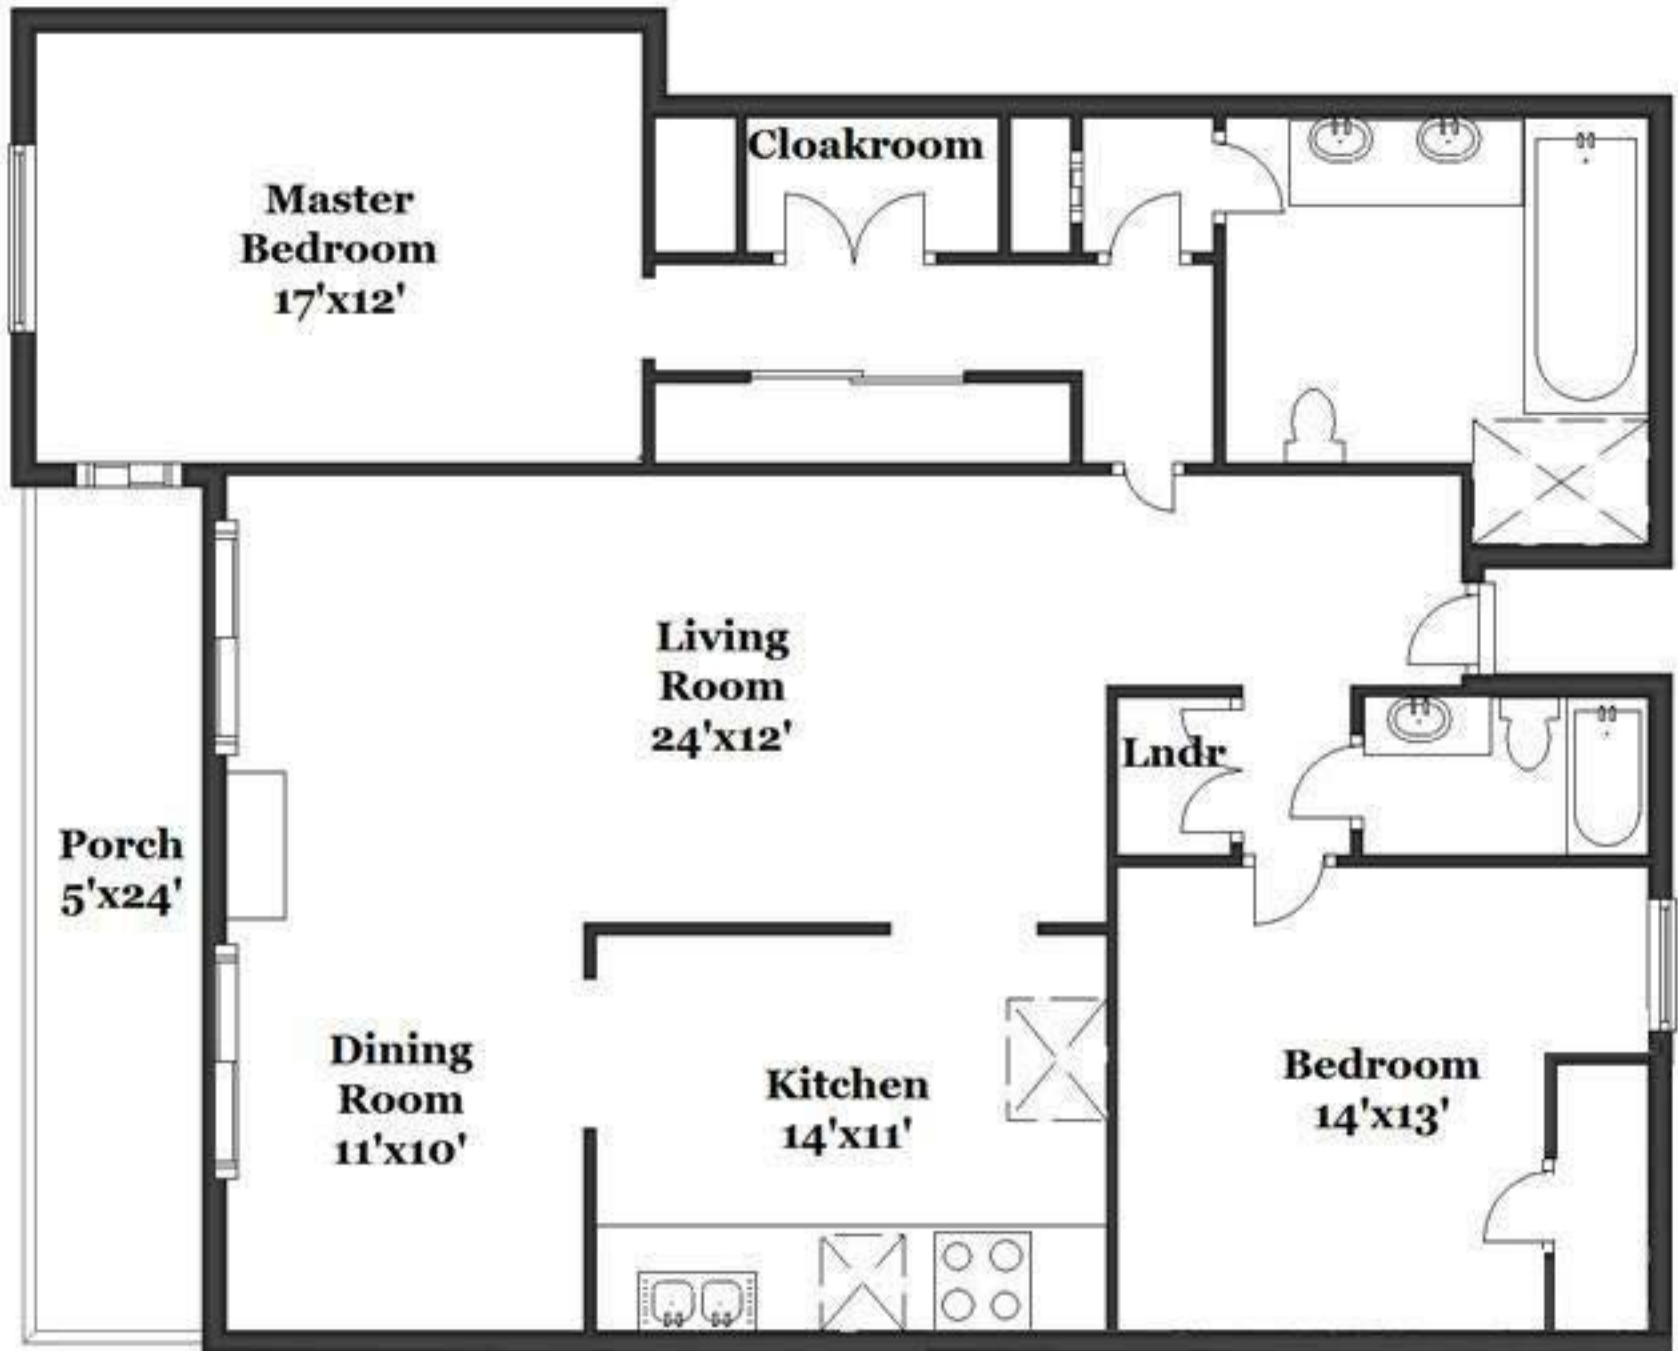 Cloakroom
Master
Bedroom
17'x12'
Living
Room
24'x12'
Lndr
Porch
5'x24'
Dining
Room
11'x10'
Kitchen
14'x11'
Bedroom
14'x13'